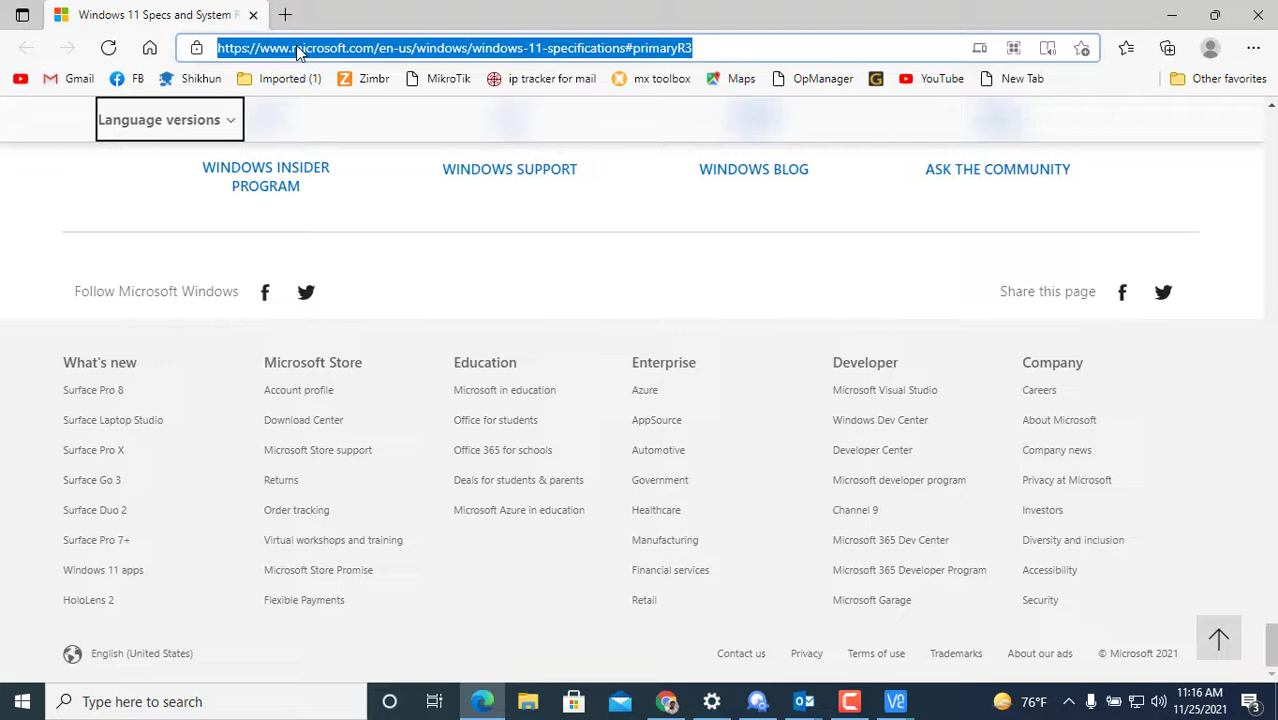 Windows 11 Specs and System R
https://www.microsoft.com/en-us/windows/windows-11-specifications#primaryR3
Gmail FB Shikhun Imported (1) Zimbr MikroTik ip tracker for mail mx toolbox Maps OpManager G YouTube New Tab Other favorites
Language versions
WINDOWS INSIDER PROGRAM
WINDOWS SUPPORT
WINDOWS BLOG
ASK THE COMMUNITY
Follow Microsoft Windows
Share this page
What's new
Surface Pro 8
Surface Laptop Studio
Surface Pro X
Surface Go 3
Surface Duo 2
Surface Pro 7+
Windows 11 apps
HoloLens 2
Microsoft Store
Account profile
Download Center
Microsoft Store support
Returns
Order tracking
Virtual workshops and training
Microsoft Store Promise
Flexible Payments
Education
Microsoft in education
Office for students
Office 365 for schools
Deals for students & parents
Microsoft Azure in education
Enterprise
Azure
AppSource
Automotive
Government
Healthcare
Manufacturing
Financial services
Retail
Developer
Microsoft Visual Studio
Windows Dev Center
Developer Center
Microsoft developer program
Channel 9
Microsoft 365 Dev Center
Microsoft 365 Developer Program
Microsoft Garage
Company
Careers
About Microsoft
Company news
Privacy at Microsoft
Investors
Diversity and inclusion
Accessibility
Security
English (United States)
Contact us Privacy Terms of use Trademarks About our ads © Microsoft 2021
Type here to search
76°F
11:16 AM
11/25/2021
3